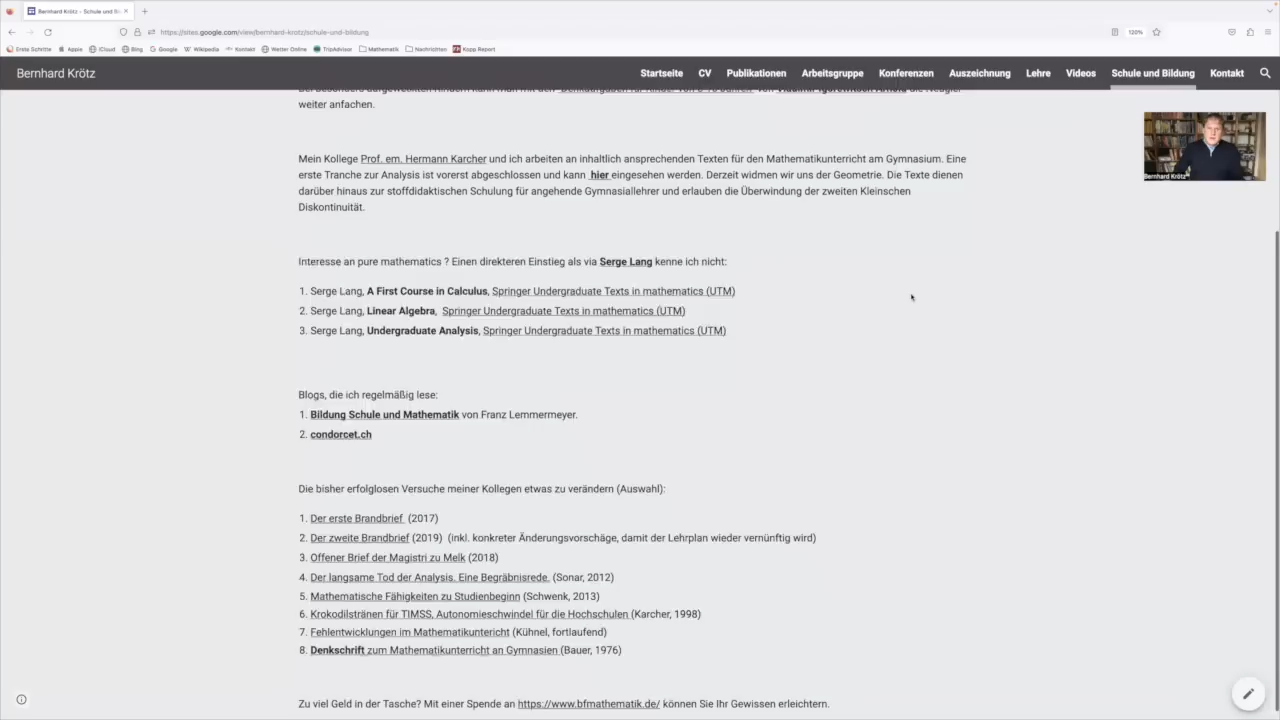 Bernhard Krötz - Schule und Bi
https://sites.google.com/view/bernhard-krotz/schule-und-bildung
120%
Erste Schritte Apple iCloud Bing Google Wikipedia Kontakt Wetter Online TripAdvisor Mathematik Nachrichten Kopp Report
Bernhard Krötz
Startseite CV Publikationen Arbeitsgruppe Konferenzen Auszeichnung Lehre Videos Schule und Bildung Kontakt
weiter anfachen.
Bernhard Krötz
Mein Kollege Prof. em. Hermann Karcher und ich arbeiten an inhaltlich ansprechenden Texten für den Mathematikunterricht am Gymnasium. Eine
erste Tranche zur Analysis ist vorerst abgeschlossen und kann hier eingesehen werden. Derzeit widmen wir uns der Geometrie. Die Texte dienen
darüber hinaus zur stoffdidaktischen Schulung für angehende Gymnasiallehrer und erlauben die Überwindung der zweiten Kleinschen
Diskontinuität.
Interesse an pure mathematics ? Einen direkteren Einstieg als via Serge Lang kenne ich nicht:
1. Serge Lang, A First Course in Calculus, Springer Undergraduate Texts in mathematics (UTM)
2. Serge Lang, Linear Algebra, Springer Undergraduate Texts in mathematics (UTM)
3. Serge Lang, Undergraduate Analysis, Springer Undergraduate Texts in mathematics (UTM)
Blogs, die ich regelmäßig lese:
1. Bildung Schule und Mathematik von Franz Lemmermeyer.
2. condorcet.ch
Die bisher erfolglosen Versuche meiner Kollegen etwas zu verändern (Auswahl):
1. Der erste Brandbrief (2017)
2. Der zweite Brandbrief (2019) (inkl. konkreter Änderungsvorschäge, damit der Lehrplan wieder vernünftig wird)
3. Offener Brief der Magistri zu Melk (2018)
4. Der langsame Tod der Analysis. Eine Begräbnisrede. (Sonar, 2012)
5. Mathematische Fähigkeiten zu Studienbeginn (Schwenk, 2013)
6. Krokodilstränen für TIMSS, Autonomieschwindel für die Hochschulen (Karcher, 1998)
7. Fehlentwicklungen im Mathematikunterricht (Kühnel, fortlaufend)
8. Denkschrift zum Mathematikunterricht an Gymnasien (Bauer, 1976)
Zu viel Geld in der Tasche? Mit einer Spende an https://www.bfmathematik.de/ können Sie Ihr Gewissen erleichtern.